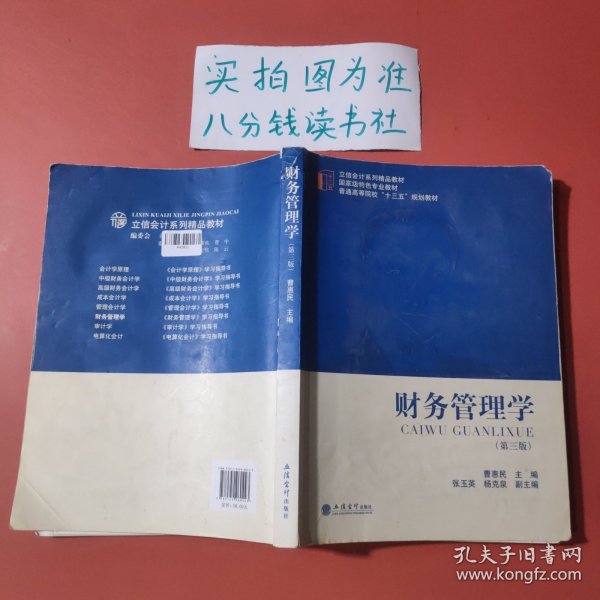 实拍图为准
八分钱读书社
LIXIN KUAIJI XILIE JINGPIN JIAOCAI
立信会计系列精品教材
编委会
会计学原理 《会计学原理》学习指导书
中级财务会计学 《中级财务会计学》学习指导书
高级财务会计学 《高级财务会计学》学习指导书
成本会计学 《成本会计学》学习指导书
管理会计学 《管理会计学》学习指导书
财务管理学 《财务管理学》学习指导书
审计学 《审计学》学习指导书
电算化会计 《电算化会计》学习指导书
立信会计出版社
财务管理学
(第三版)
曹惠民 主编
立信会计出版社
立信会计系列精品教材
国家级特色专业教材
普通高等院校“十三五”规划教材
财务管理学
CAIWU GUANLIXUE
(第三版)
曹惠民 主 编
张玉英 杨克泉 副主编
立信会计出版社
孔夫子旧书网
www.kongfz.com